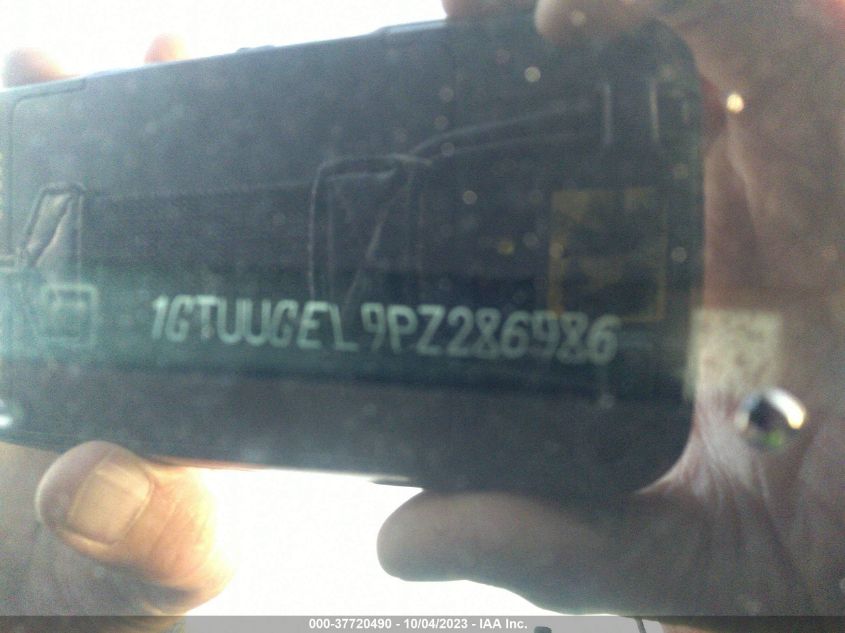 1GTUUGEL9PZ286986
000-37720490 - 10/04/2023 - IAA Inc.